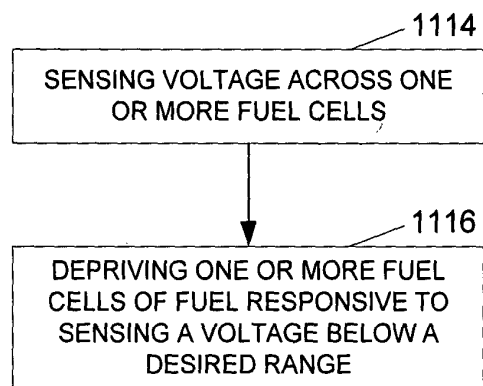 1114
SENSING VOLTAGE ACROSS ONE
OR MORE FUEL CELLS
1116
DEPRIVING ONE OR MORE FUEL
CELLS OF FUEL RESPONSIVE TO
SENSING A VOLTAGE BELOW A
DESIRED RANGE